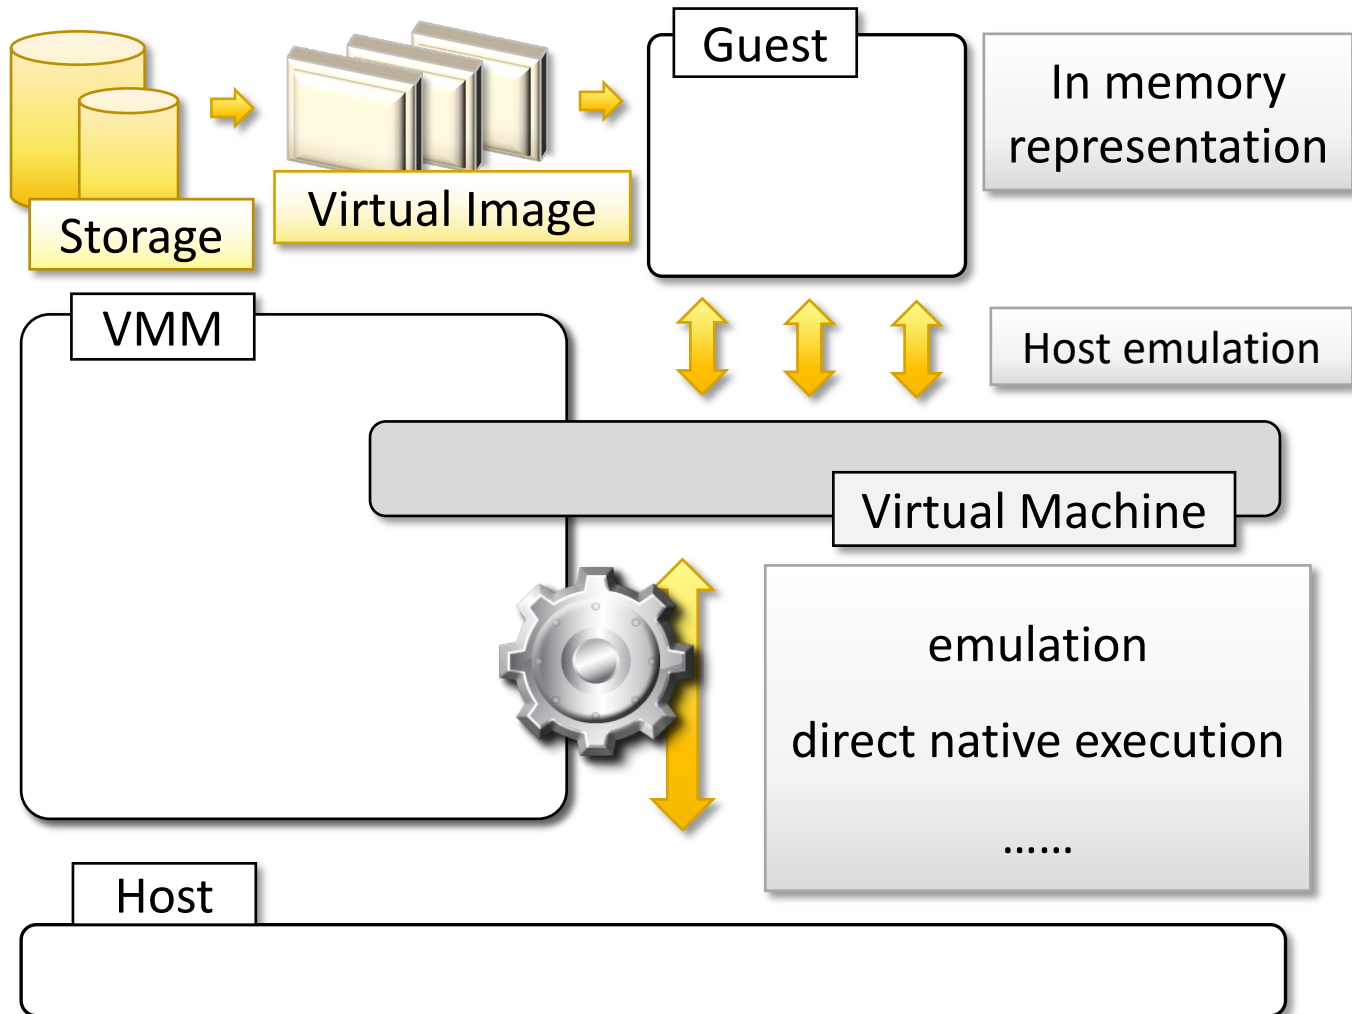 Guest
In memory
representation
Virtual Image
Storage
VMM
Host emulation
Virtual Machine
emulation
direct native execution
......
Host